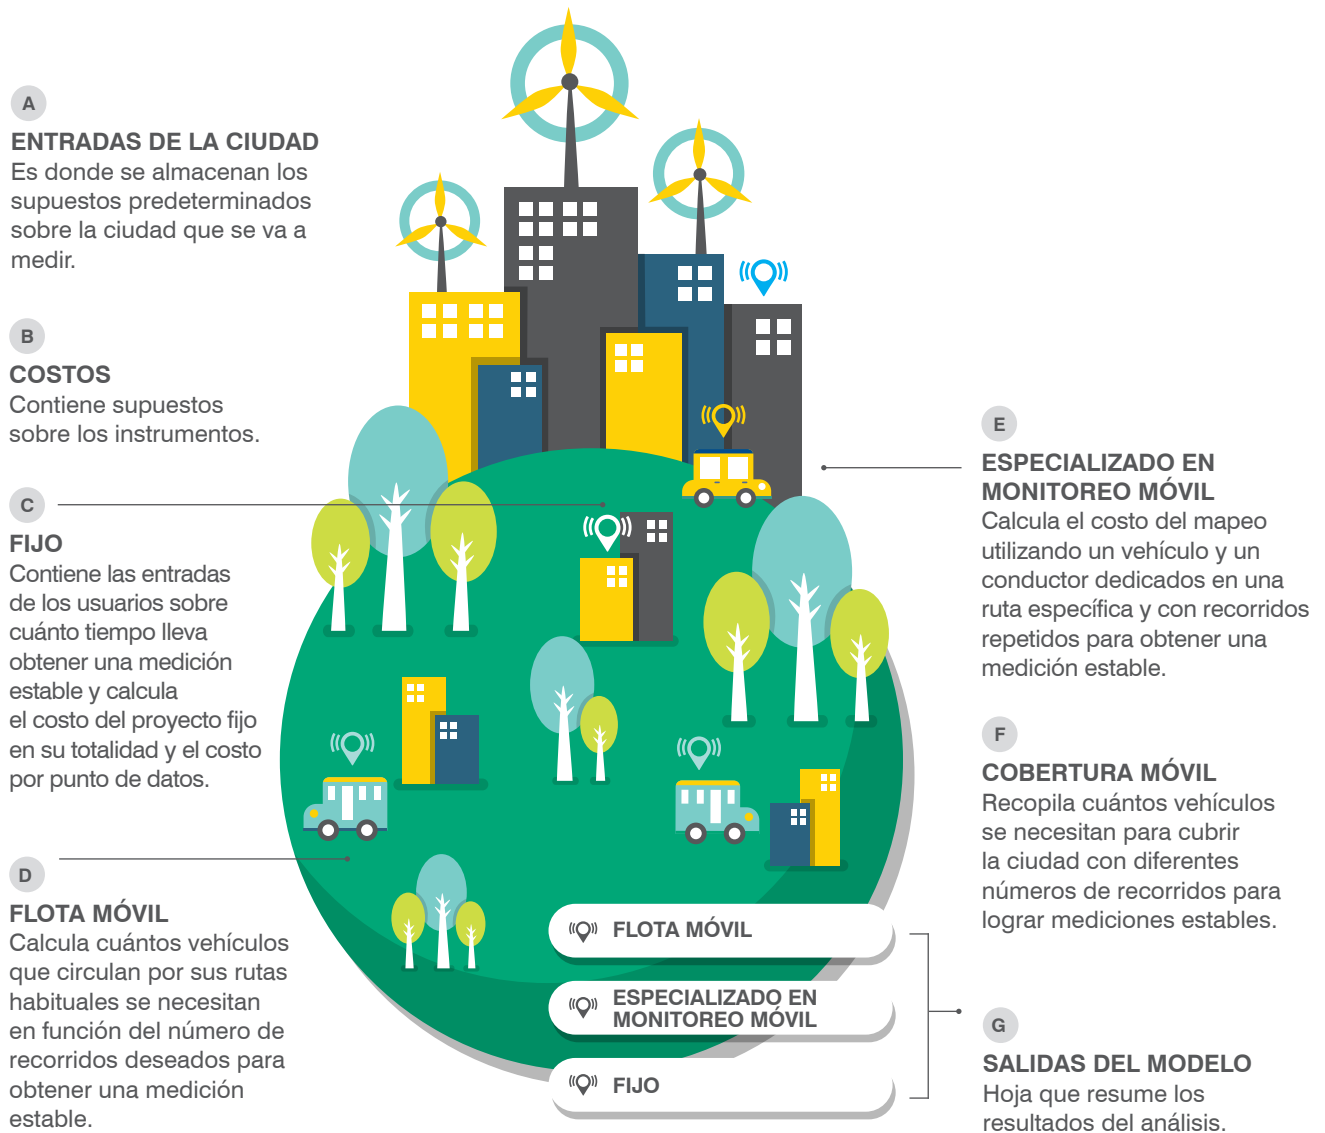 A
ENTRADAS DE LA CIUDAD
Es donde se almacenan los
supuestos predeterminados
sobre la ciudad que se va a
medir.
B
COSTOS
Contiene supuestos
sobre los instrumentos.
C
FIJO
Contiene las entradas
de los usuarios sobre
cuánto tiempo lleva
obtener una medición
estable y calcula
el costo del proyecto fijo
en su totalidad y el costo
por punto de datos.
D
FLOTA MÓVIL
Calcula cuántos vehículos
que circulan por sus rutas
habituales se necesitan
en función del número de
recorridos deseados para
obtener una medición
estable.
E
ESPECIALIZADO EN
MONITOREO MÓVIL
Calcula el costo del mapeo
utilizando un vehículo y un
conductor dedicados en una
ruta específica y con recorridos
repetidos para obtener una
medición estable.
F
COBERTURA MÓVIL
Recopila cuántos vehículos
se necesitan para cubrir
la ciudad con diferentes
números de recorridos para
lograr mediciones estables.
FLOTA MÓVIL
ESPECIALIZADO EN
MONITOREO MÓVIL
FIJO
G
SALIDAS DEL MODELO
Hoja que resume los
resultados del análisis.